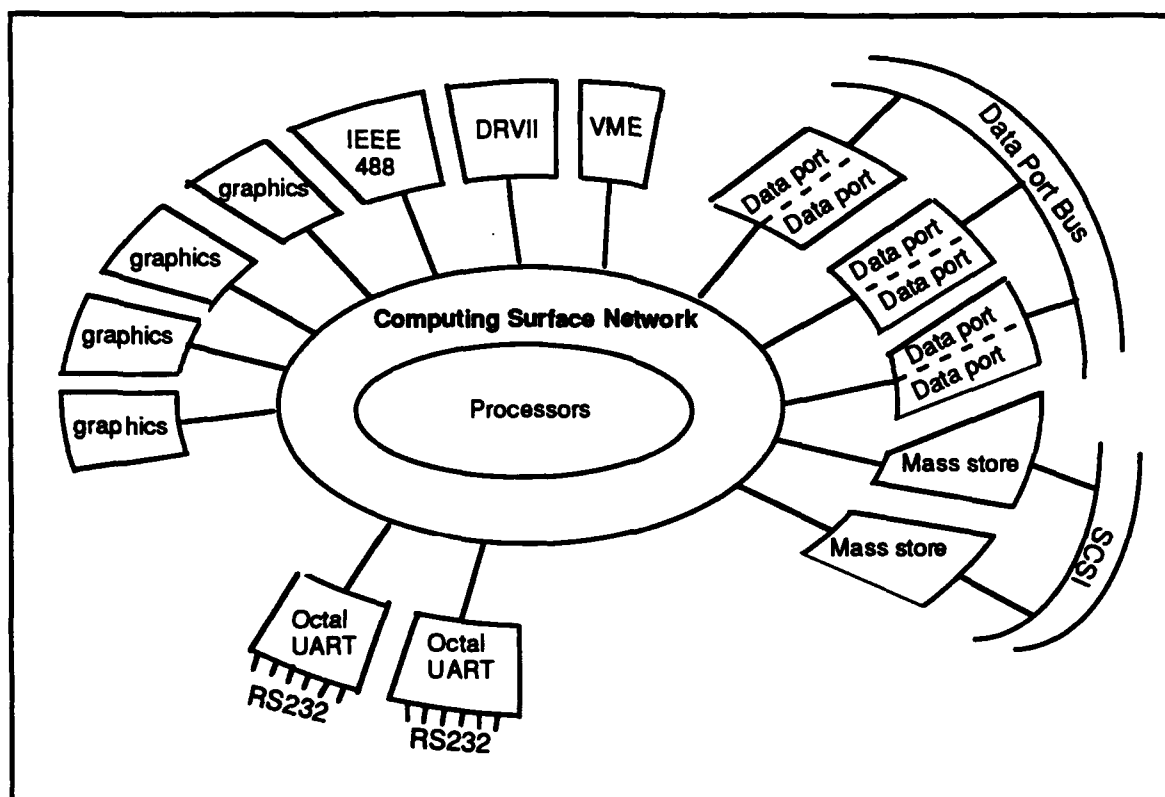 IEEE
488
DRVII
VME
graphics
graphics
graphics
graphics
Data port
Data port
Data port
Data port
Data port
Data port
Data Port Bus
Computing Surface Network
Processors
Mass store
Mass store
SCSI
Octal
UART
RS232
Octal
UART
RS232